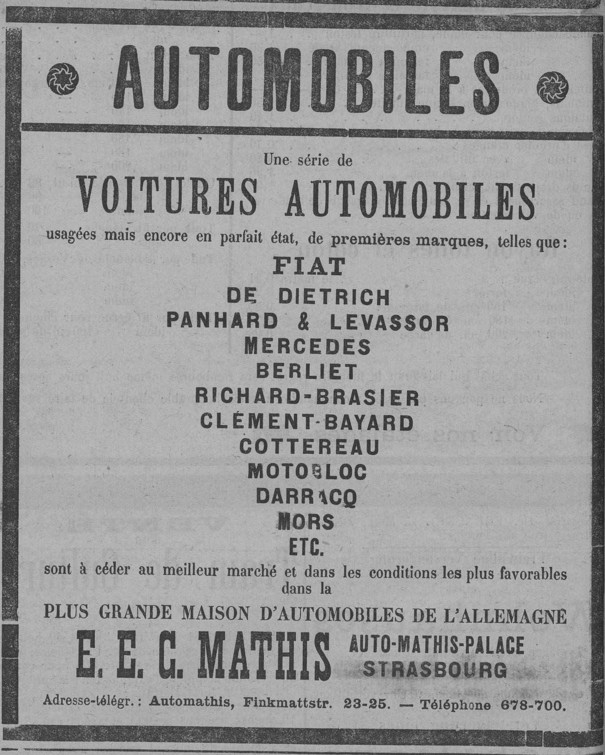 AUTOMOBILES
Une série de
VOITURES AUTOMOBILES
usagées mais encore en parfait état, de premières marques, telles que :
FIAT
DE DIETRICH
PANHARD & LEVASSOR
MERCEDES
BERLIET
RICHARD-BRASIER
CLÉMENT-BAYARD
COTTEREAU
MOTOBLOC
DARRACQ
MORS
ETC.
sont à céder au meilleur marché et dans les conditions les plus favorables
dans la
PLUS GRANDE MAISON D'AUTOMOBILES DE L'ALLEMAGNE
E. E. C. MATHIS AUTO-MATHIS-PALACE
STRASBOURG
Adresse-télégr. : Automathis, Finkmattstr. 23-25. — Téléphone 678-700.